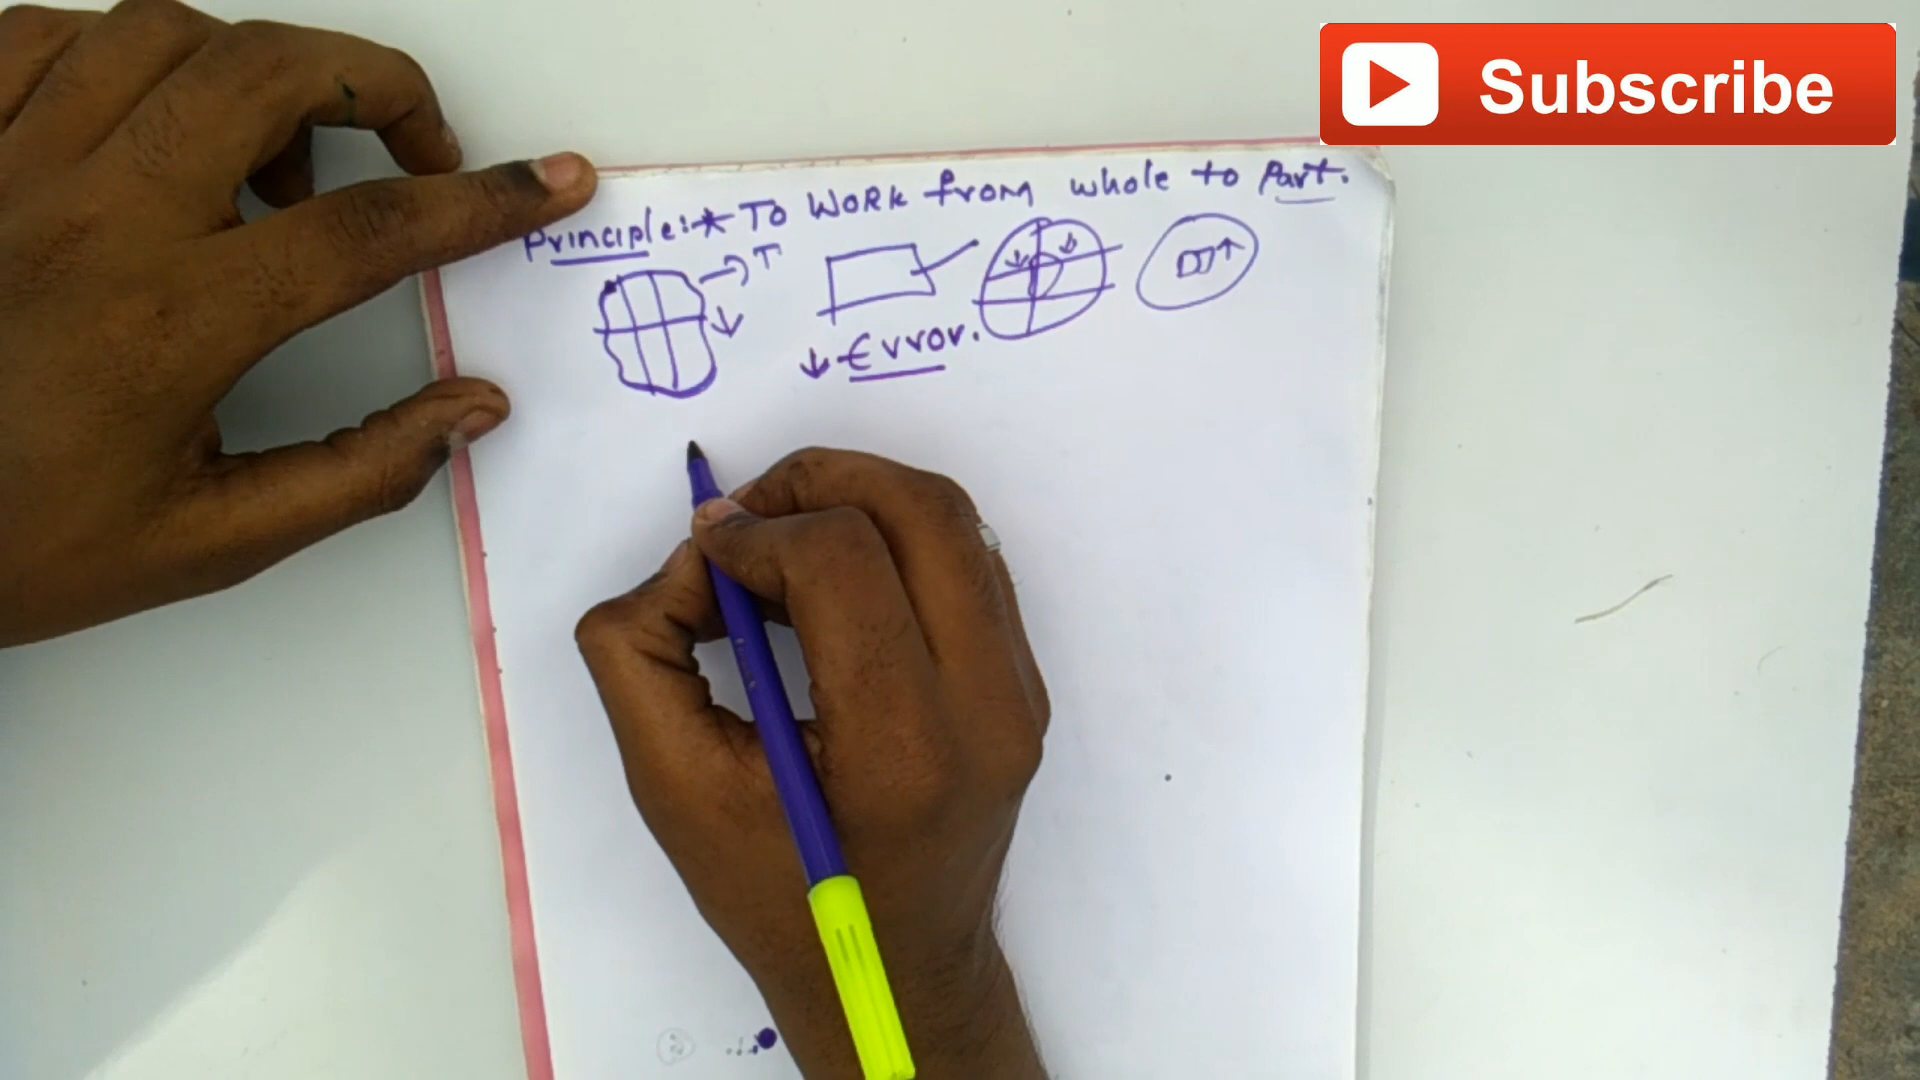 Subscribe
Principle:* To Work from whole to Part.
↓ Error.